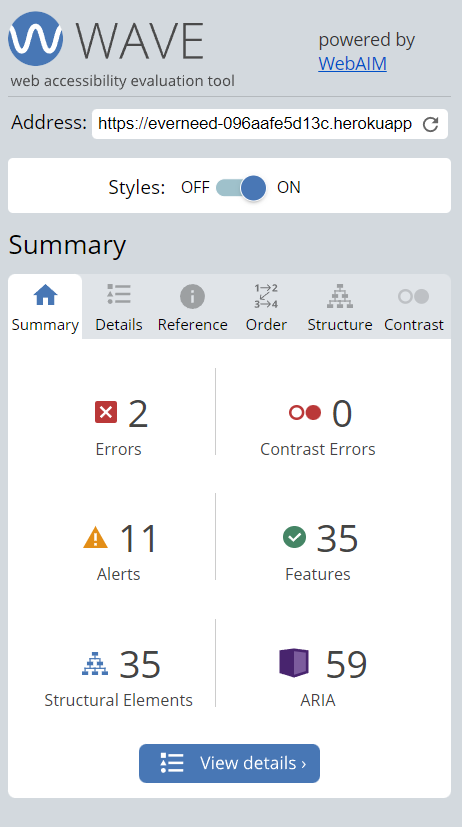 WAVE
powered by
WebAIM
web accessibility evaluation tool
Address: https://everneed-096aafe5d13c.herokuapp
Styles: OFF ON
Summary
1 2
3 4
Summary Details Reference Order Structure Contrast
2 0
Errors Contrast Errors
11 35
Alerts Features
35 59
Structural Elements ARIA
View details ›